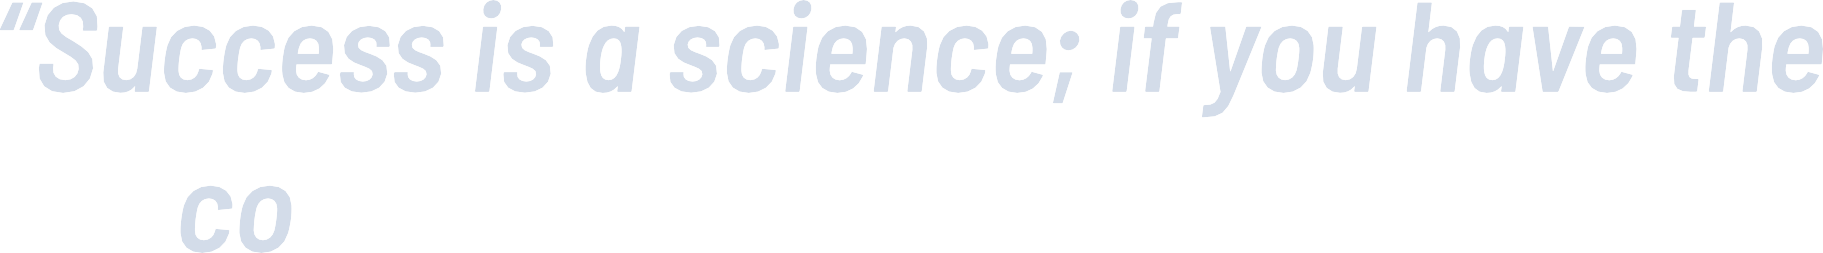 “Success is a science; if you have the
co